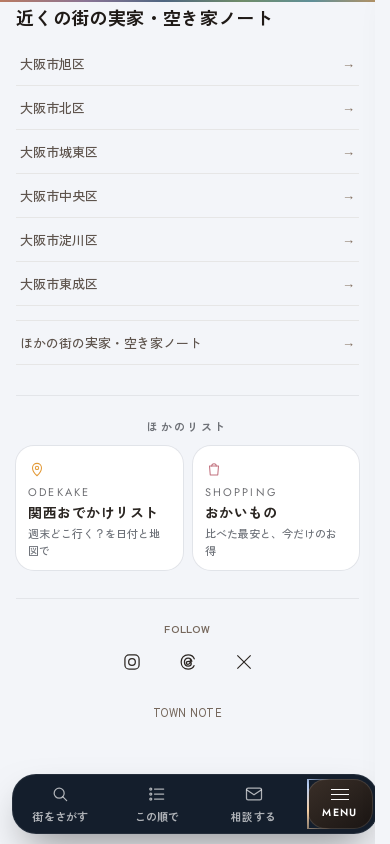 近くの街の実家・空き家ノート
大阪市旭区 →
大阪市北区 →
大阪市城東区 →
大阪市中央区 →
大阪市淀川区 →
大阪市東成区 →
ほかの街の実家・空き家ノート →
ほかのリスト
ODEKAKE
関西おでかけリスト
週末どこ行く？を日付と地
図で
SHOPPING
おかいもの
比べた最安と、今だけのお
得
FOLLOW
TOWN NOTE
街をさがす
この順で
相談する
MENU